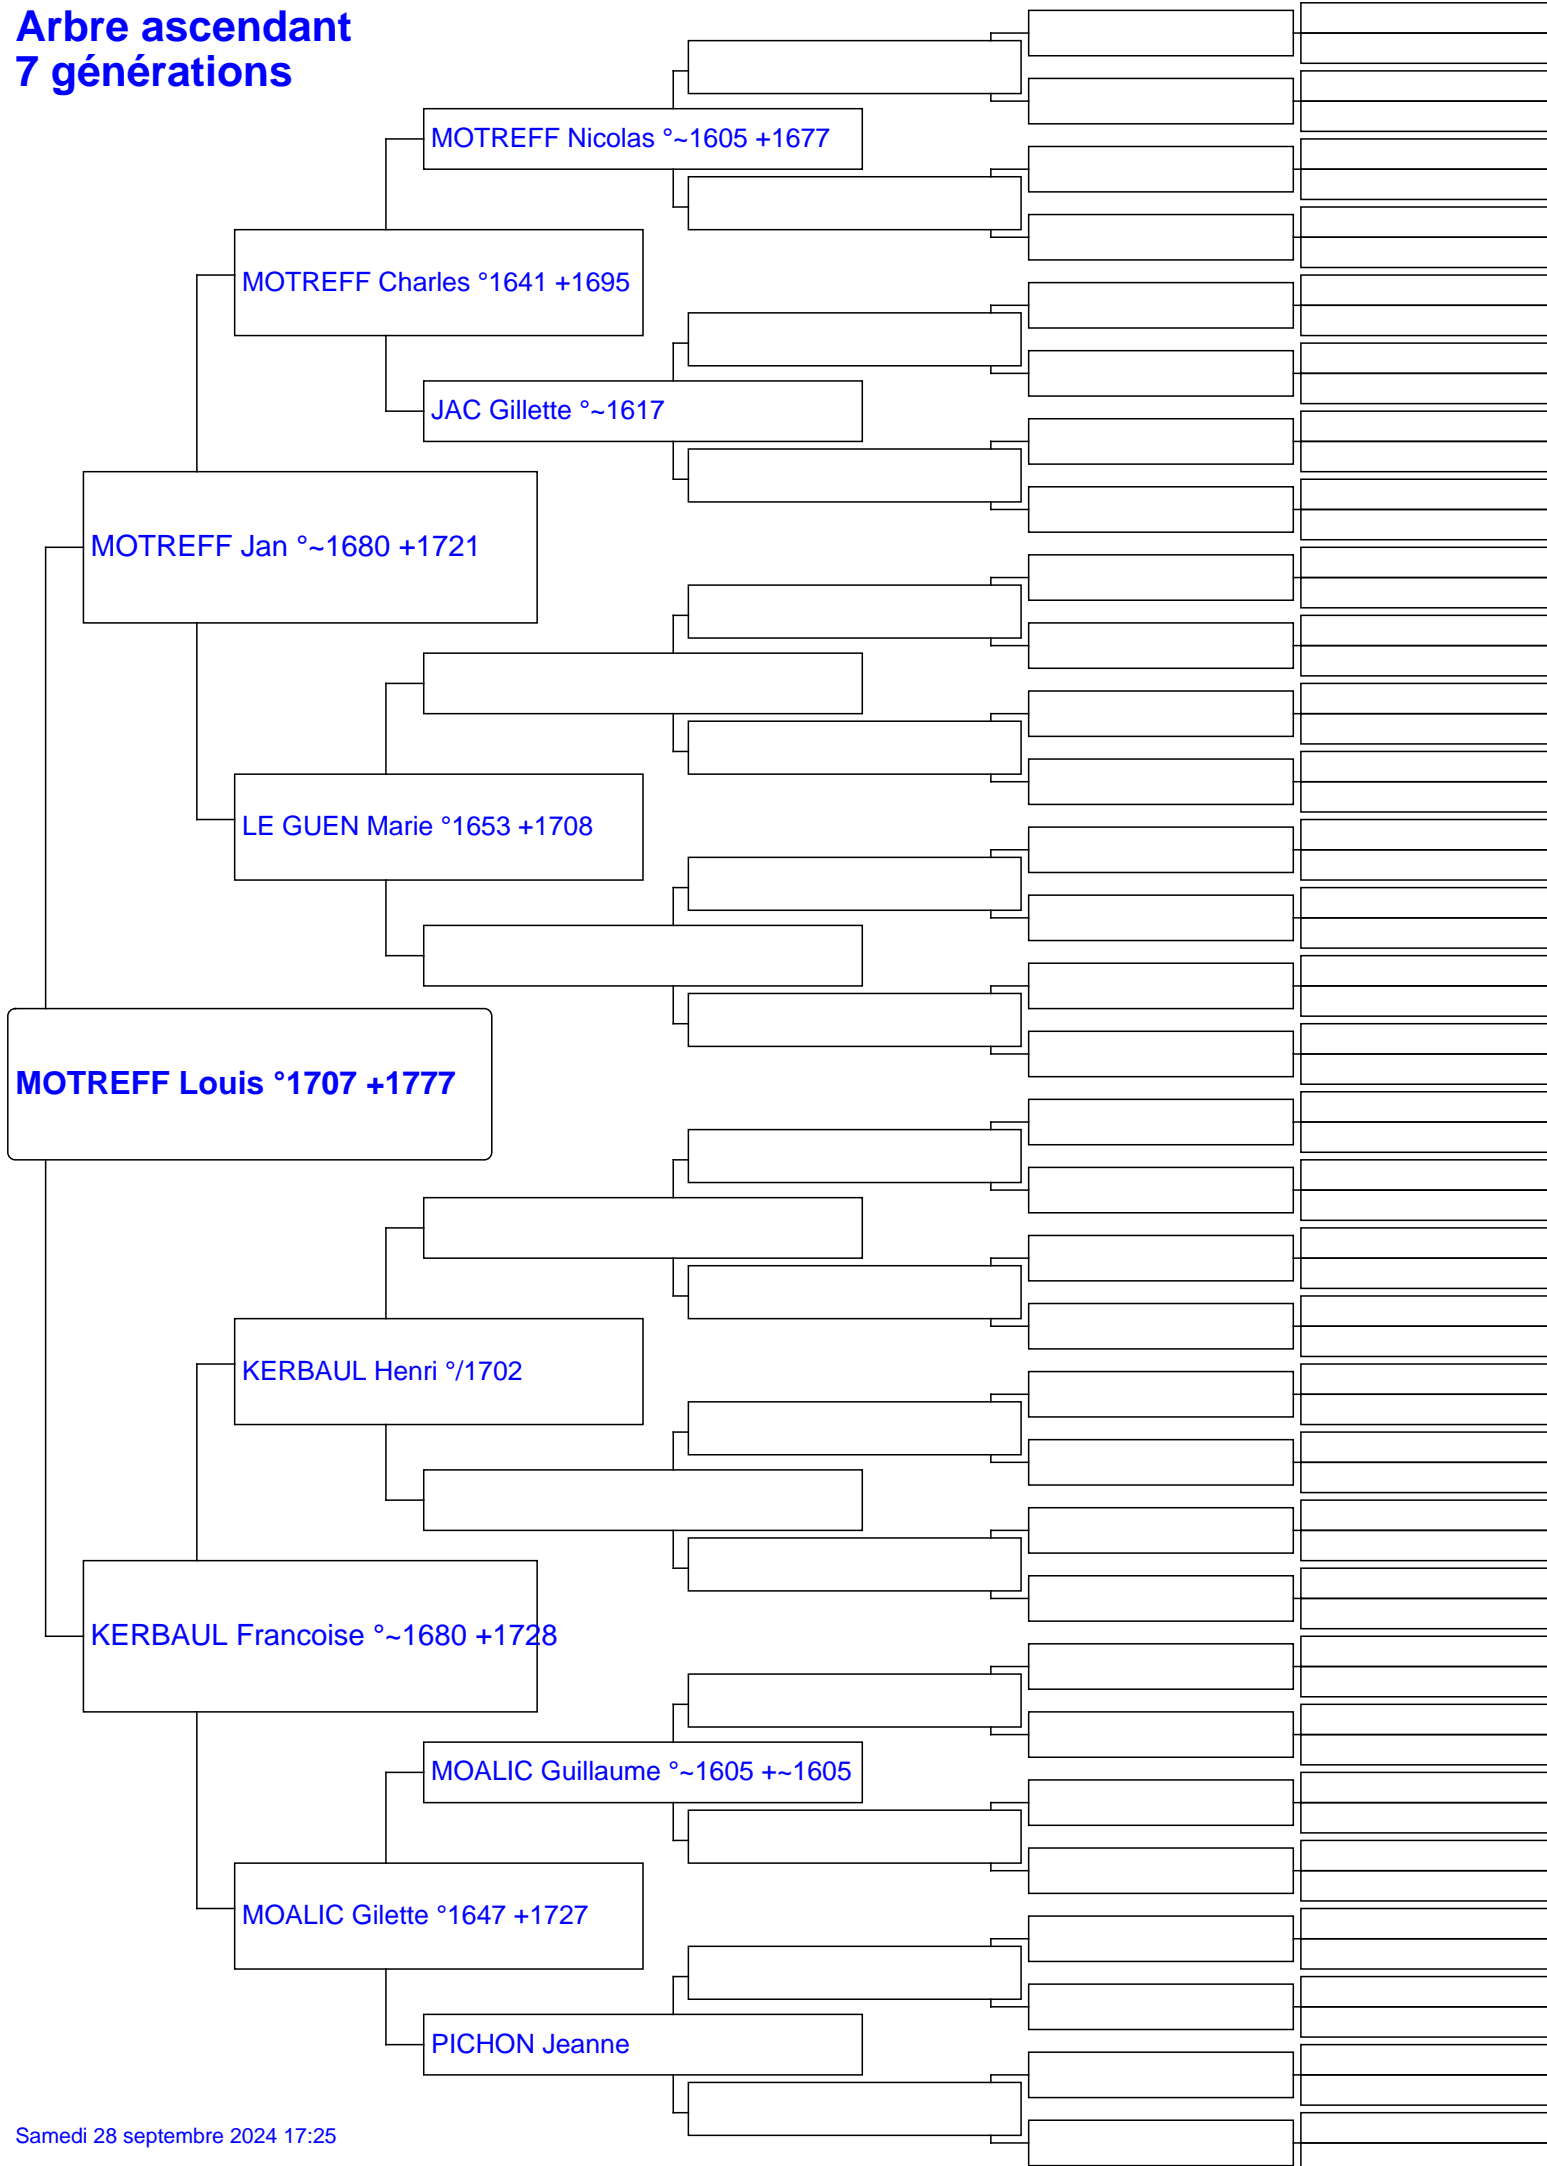 Arbre ascendant
7 générations
MOTREFF Nicolas °~1605 +1677
MOTREFF Charles °1641 +1695
JAC Gillette °~1617
MOTREFF Jan °~1680 +1721
LE GUEN Marie °1653 +1708
MOTREFF Louis °1707 +1777
KERBAUL Henri °/1702
KERBAUL Francoise °~1680 +1728
MOALIC Guillaume °~1605 +~1605
MOALIC Gilette °1647 +1727
PICHON Jeanne
Samedi 28 septembre 2024 17:25